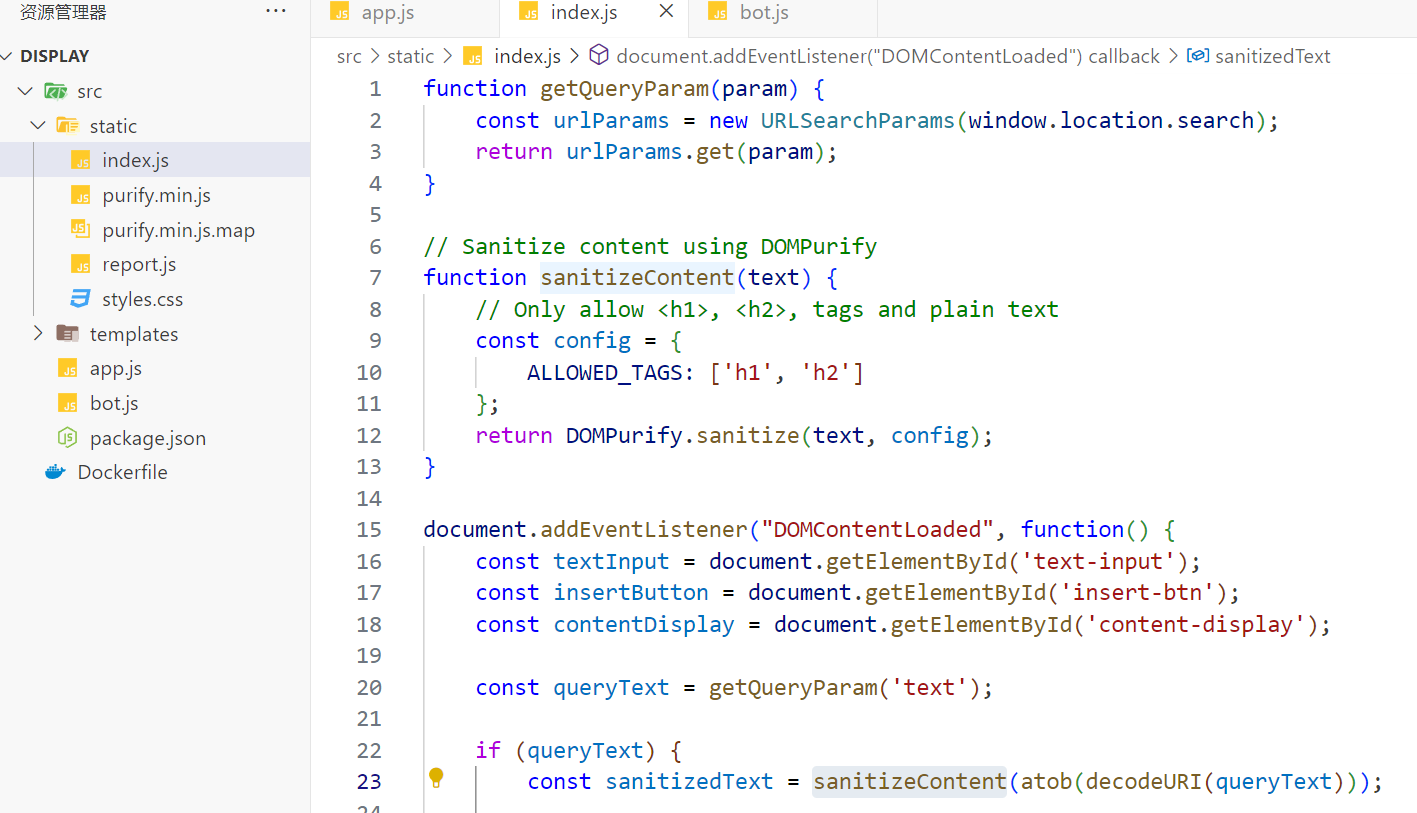 资源管理器 ···
DISPLAY
src
static
index.js
purify.min.js
purify.min.js.map
report.js
styles.css
templates
app.js
bot.js
package.json
Dockerfile
app.js index.js × bot.js
src > static > index.js > document.addEventListener("DOMContentLoaded") callback > sanitizedText
1 function getQueryParam(param) {
2     const urlParams = new URLSearchParams(window.location.search);
3     return urlParams.get(param);
4 }
5
6 // Sanitize content using DOMPurify
7 function sanitizeContent(text) {
8     // Only allow <h1>, <h2>, tags and plain text
9     const config = {
10         ALLOWED_TAGS: ['h1', 'h2']
11     };
12     return DOMPurify.sanitize(text, config);
13 }
14
15 document.addEventListener("DOMContentLoaded", function() {
16     const textInput = document.getElementById('text-input');
17     const insertButton = document.getElementById('insert-btn');
18     const contentDisplay = document.getElementById('content-display');
19
20     const queryText = getQueryParam('text');
21
22     if (queryText) {
23         const sanitizedText = sanitizeContent(atob(decodeURI(queryText)));
24